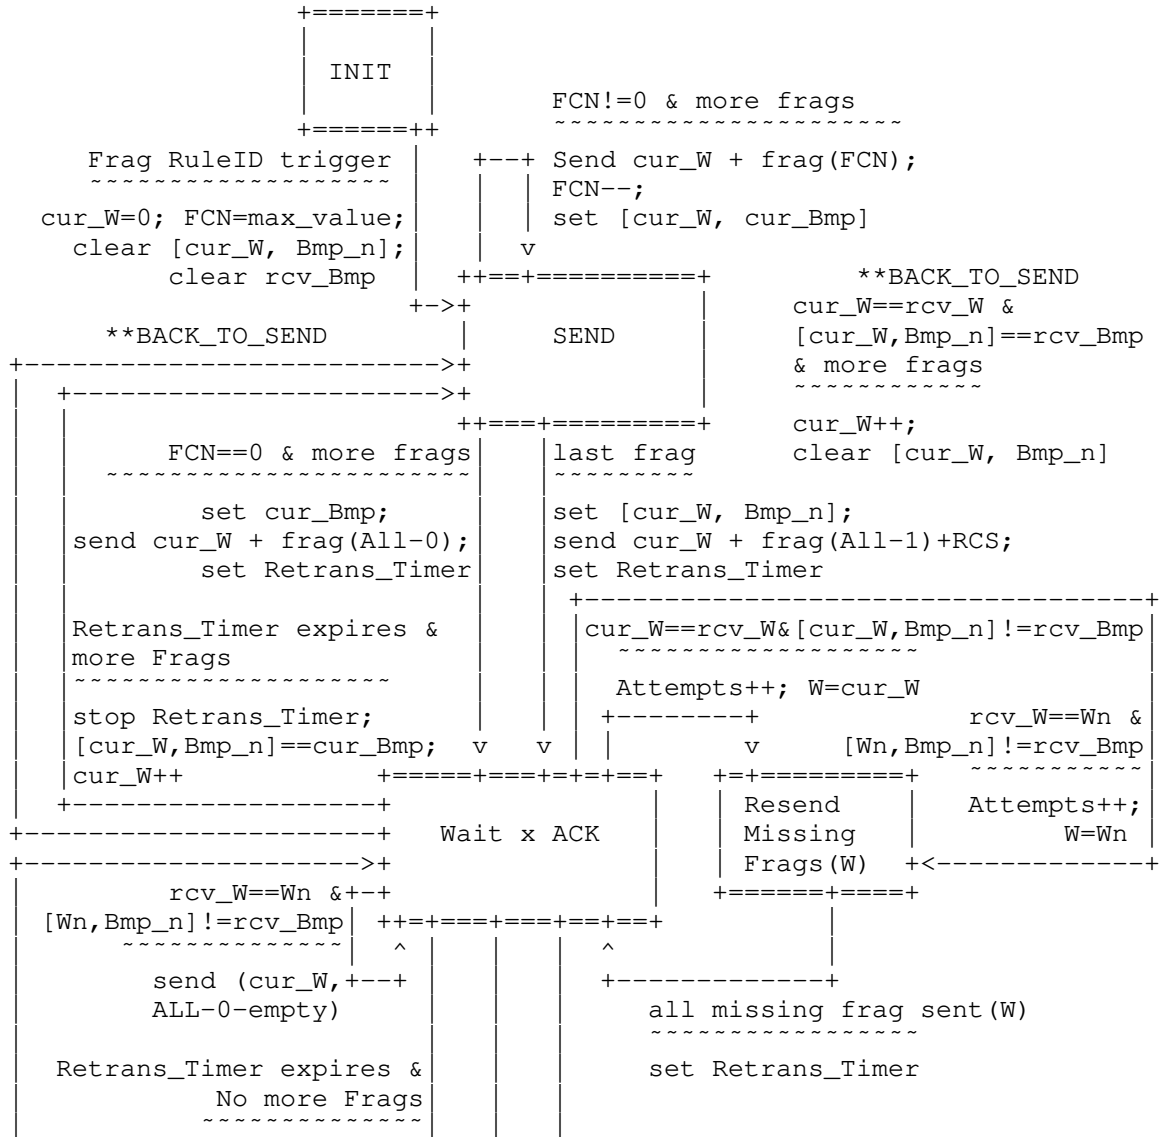 +=======+
|       |
| INIT  |
|       |              FCN!=0 & more frags
+======++       ~~~~~~~~~~~~~~~~~~~~~~
Frag RuleID trigger |   +--+ Send cur_W + frag(FCN);
~~~~~~~~~~~~~~~~~~~ |   |  | FCN--;
cur_W=0; FCN=max_value;|   |  | set [cur_W, cur_Bmp]
clear [cur_W, Bmp_n];|   |  v
clear rcv_Bmp  |  ++==+==========+         **BACK_TO_SEND
+->+               |     cur_W==rcv_W &
**BACK_TO_SEND        |     SEND      |     [cur_W,Bmp_n]==rcv_Bmp
+-------------------------->+               |     & more frags
|  +----------------------->+               |     ~~~~~~~~~~~~
|  |                        ++===+=========+     cur_W++;
|  |      FCN==0 & more frags|   |last frag      clear [cur_W, Bmp_n]
|  |  ~~~~~~~~~~~~~~~~~~~~~~~|   |~~~~~~~~~
|  |        set cur_Bmp;     |   |set [cur_W, Bmp_n];
|  |send cur_W + frag(All-0);|   |send cur_W + frag(All-1)+RCS;
|  |        set Retrans_Timer|   |set Retrans_Timer
|  |                         |   | +-----------------------------------+
|  |Retrans_Timer expires &  |   | |cur_W==rcv_W&[cur_W,Bmp_n]!=rcv_Bmp|
|  |more Frags               |   | |  ~~~~~~~~~~~~~~~~~~~              |
|  |~~~~~~~~~~~~~~~~~~~~     |   | |  Attempts++; W=cur_W              |
|  |stop Retrans_Timer;      |   | | +--------+             rcv_W==Wn &|
|  |[cur_W,Bmp_n]==cur_Bmp;  v   v | |        v     [Wn,Bmp_n]!=rcv_Bmp|
|  |cur_W++            +=====+===+=+=+==+   +=+=========+   ~~~~~~~~~~~|
|  +-------------------+                |   | Resend    |   Attempts++;|
+----------------------+   Wait x ACK   |   | Missing   |         W=Wn |
+--------------------->+                |   | Frags(W)  +<-------------+
|         rcv_W==Wn &+-+                |   +======+====+
| [Wn,Bmp_n]!=rcv_Bmp| ++=+===+===+==+==+          |
|      ~~~~~~~~~~~~~~|  ^ |   |   |  ^             |
|        send (cur_W,+--+ |   |   |  +-------------+
|        ALL-0-empty)     |   |   |    all missing frag sent(W)
|                         |   |   |    ~~~~~~~~~~~~~~~~~
|  Retrans_Timer expires &|   |   |    set Retrans_Timer
|            No more Frags|   |   |
|           ~~~~~~~~~~~~~~|   |   |